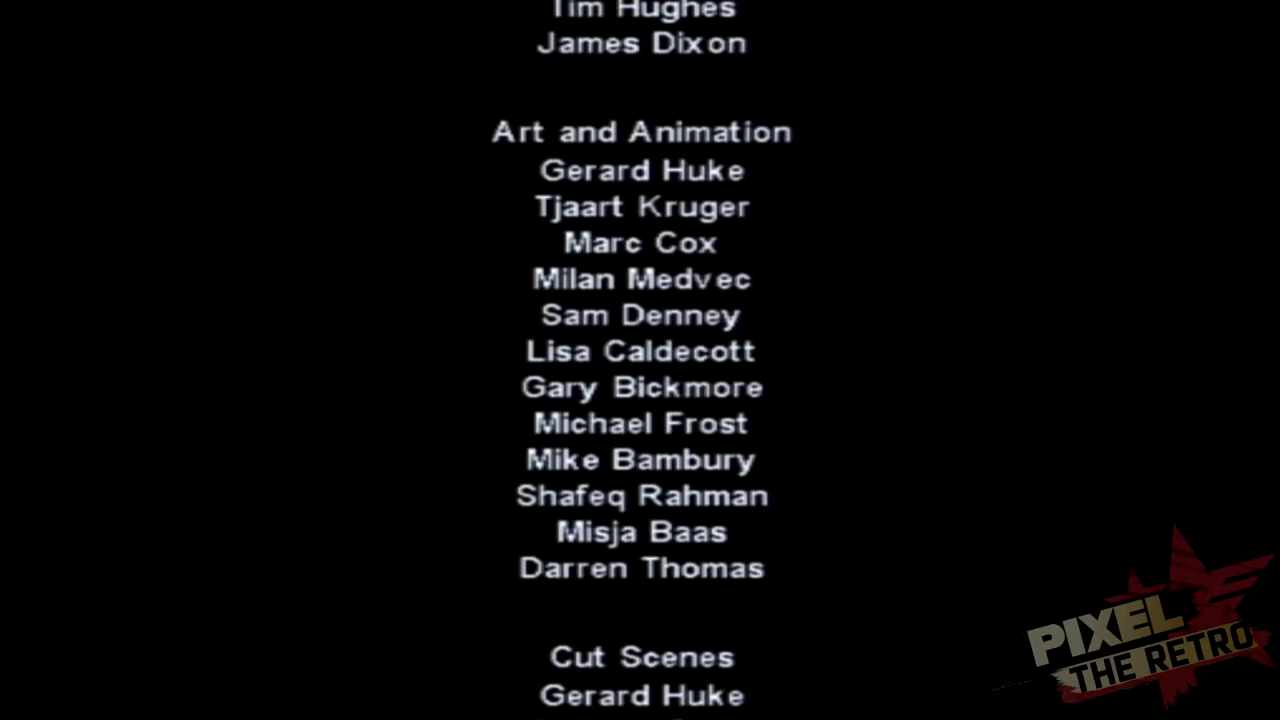 Tim Hughes
James Dixon
Art and Animation
Gerard Huke
Tjaart Kruger
Marc Cox
Milan Medvec
Sam Denney
Lisa Caldecott
Gary Bickmore
Michael Frost
Mike Bambury
Shafeq Rahman
Misja Baas
Darren Thomas
Cut Scenes
Gerard Huke
PIXEL
THE RETRO